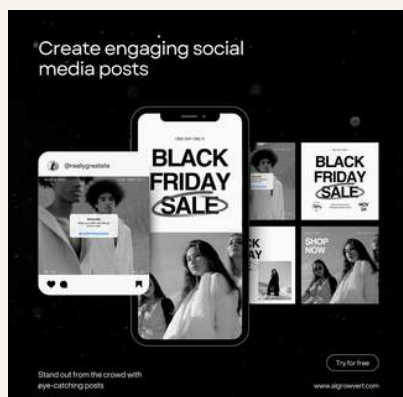 Create engaging social
media posts
@reallygreatsite
BLACK
FRIDAY
SALE
BLACK
FRIDAY
SALE
NOV
SHOP
NOW
Try for free
Stand out from the crowd with
eye-catching posts
www.aigrowvert.com